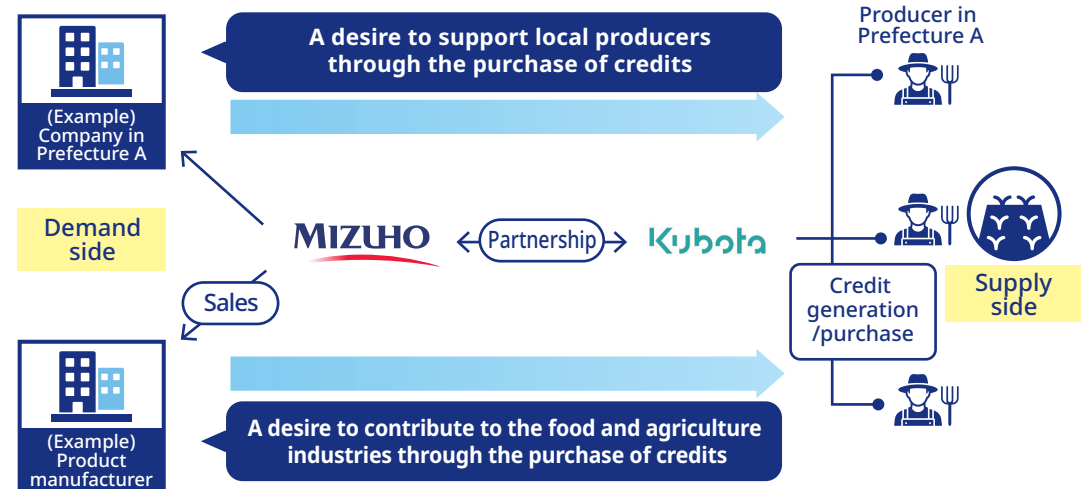 A desire to support local producers
through the purchase of credits
Producer in
Prefecture A
(Example)
Company in
Prefecture A
Demand
side
MIZUHO
Partnership
Kubota
Sales
Credit
generation
/purchase
Supply
side
(Example)
Product
manufacturer
A desire to contribute to the food and agriculture
industries through the purchase of credits